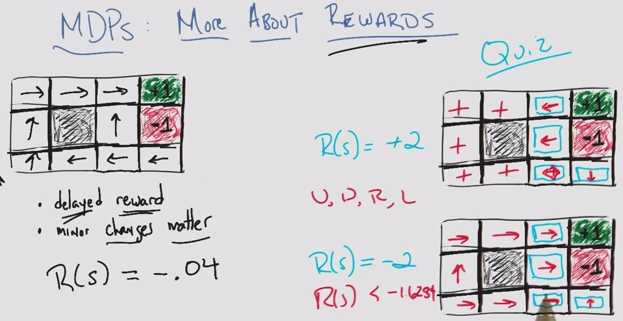 MDPs: More About Rewards
Quiz
+1
-1
• delayed reward
• minor changes matter
R(s) = -.04
R(s) = +2
U, D, R, L
+1
-1
R(s) = -2
R(s) < -1.6284
+1
-1